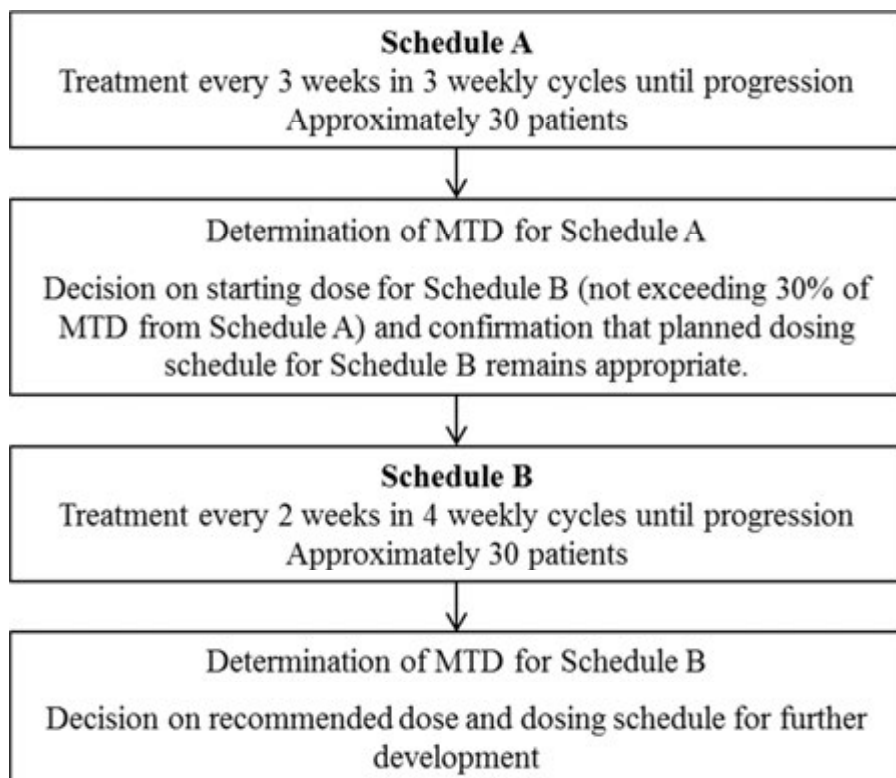 Schedule A
Treatment every 3 weeks in 3 weekly cycles until progression
Approximately 30 patients
Determination of MTD for Schedule A
Decision on starting dose for Schedule B (not exceeding 30% of
MTD from Schedule A) and confirmation that planned dosing
schedule for Schedule B remains appropriate.
Schedule B
Treatment every 2 weeks in 4 weekly cycles until progression
Approximately 30 patients
Determination of MTD for Schedule B
Decision on recommended dose and dosing schedule for further
development